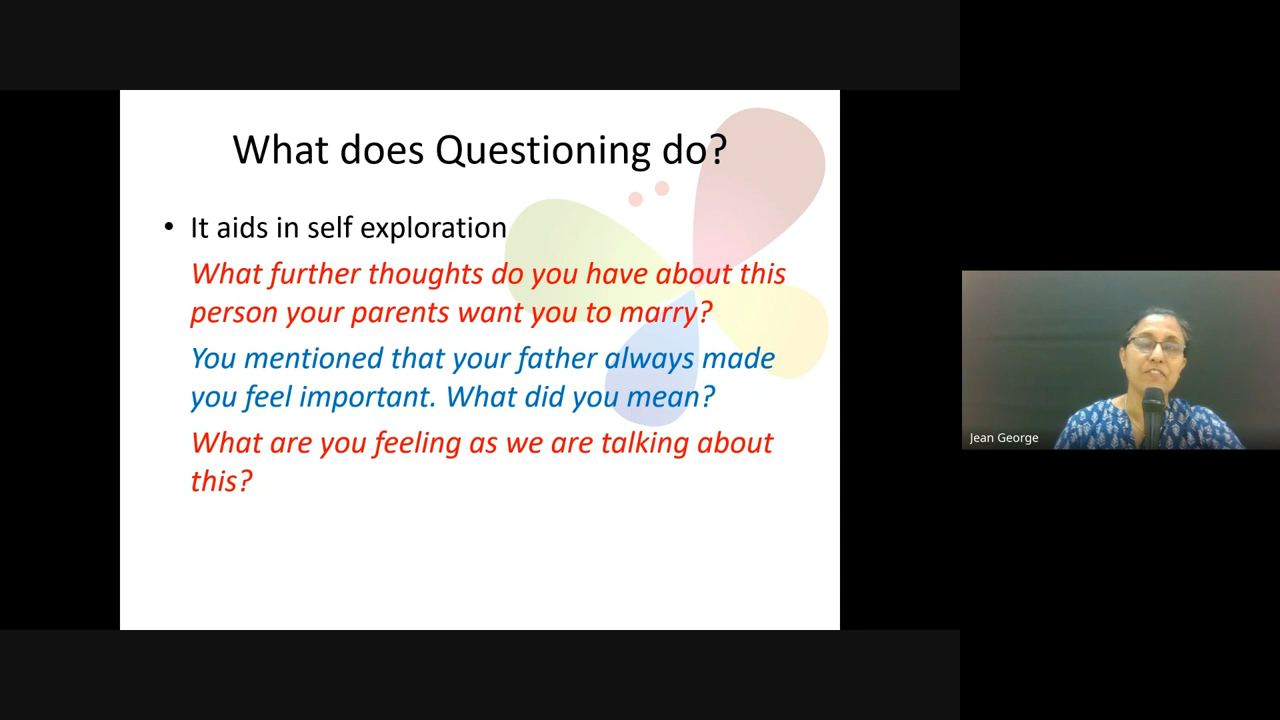 What does Questioning do?
• It aids in self exploration
What further thoughts do you have about this
person your parents want you to marry?
You mentioned that your father always made
you feel important. What did you mean?
What are you feeling as we are talking about
this?
Jean George